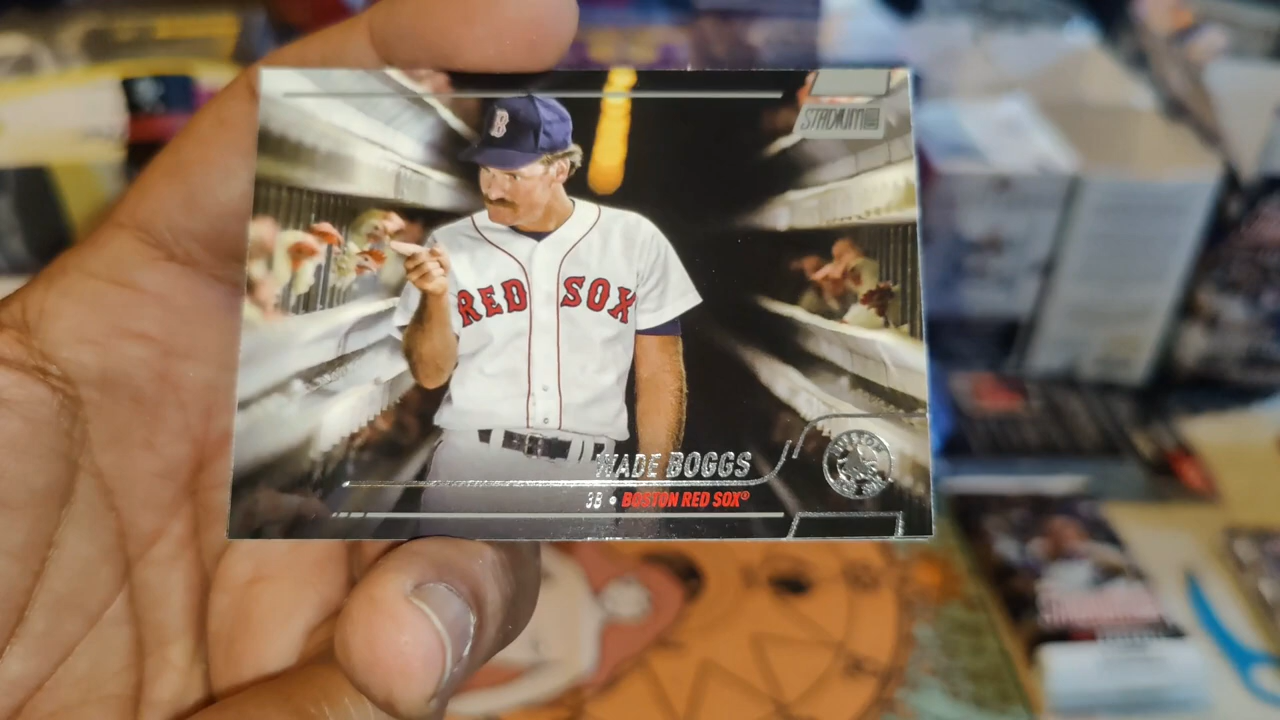 STADIUM
B
RED SOX
WADE BOGGS
3B • BOSTON RED SOX®